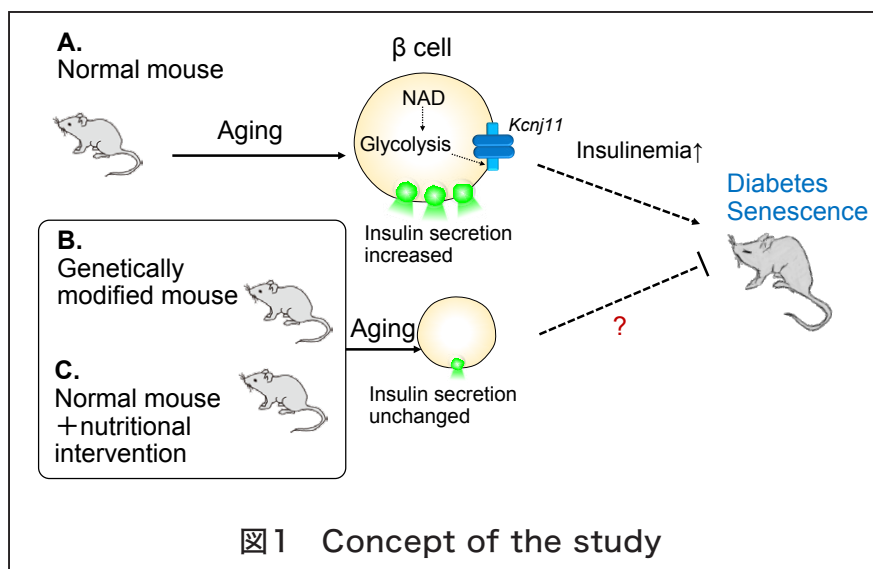 A.
Normal mouse
Aging
β cell
NAD
Glycolysis
Kcnj11
Insulin secretion
increased
Insulinemia↑
Diabetes
Senescence
B.
Genetically
modified mouse
C.
Normal mouse
＋nutritional
intervention
Aging
Insulin secretion
unchanged
?
図1 Concept of the study